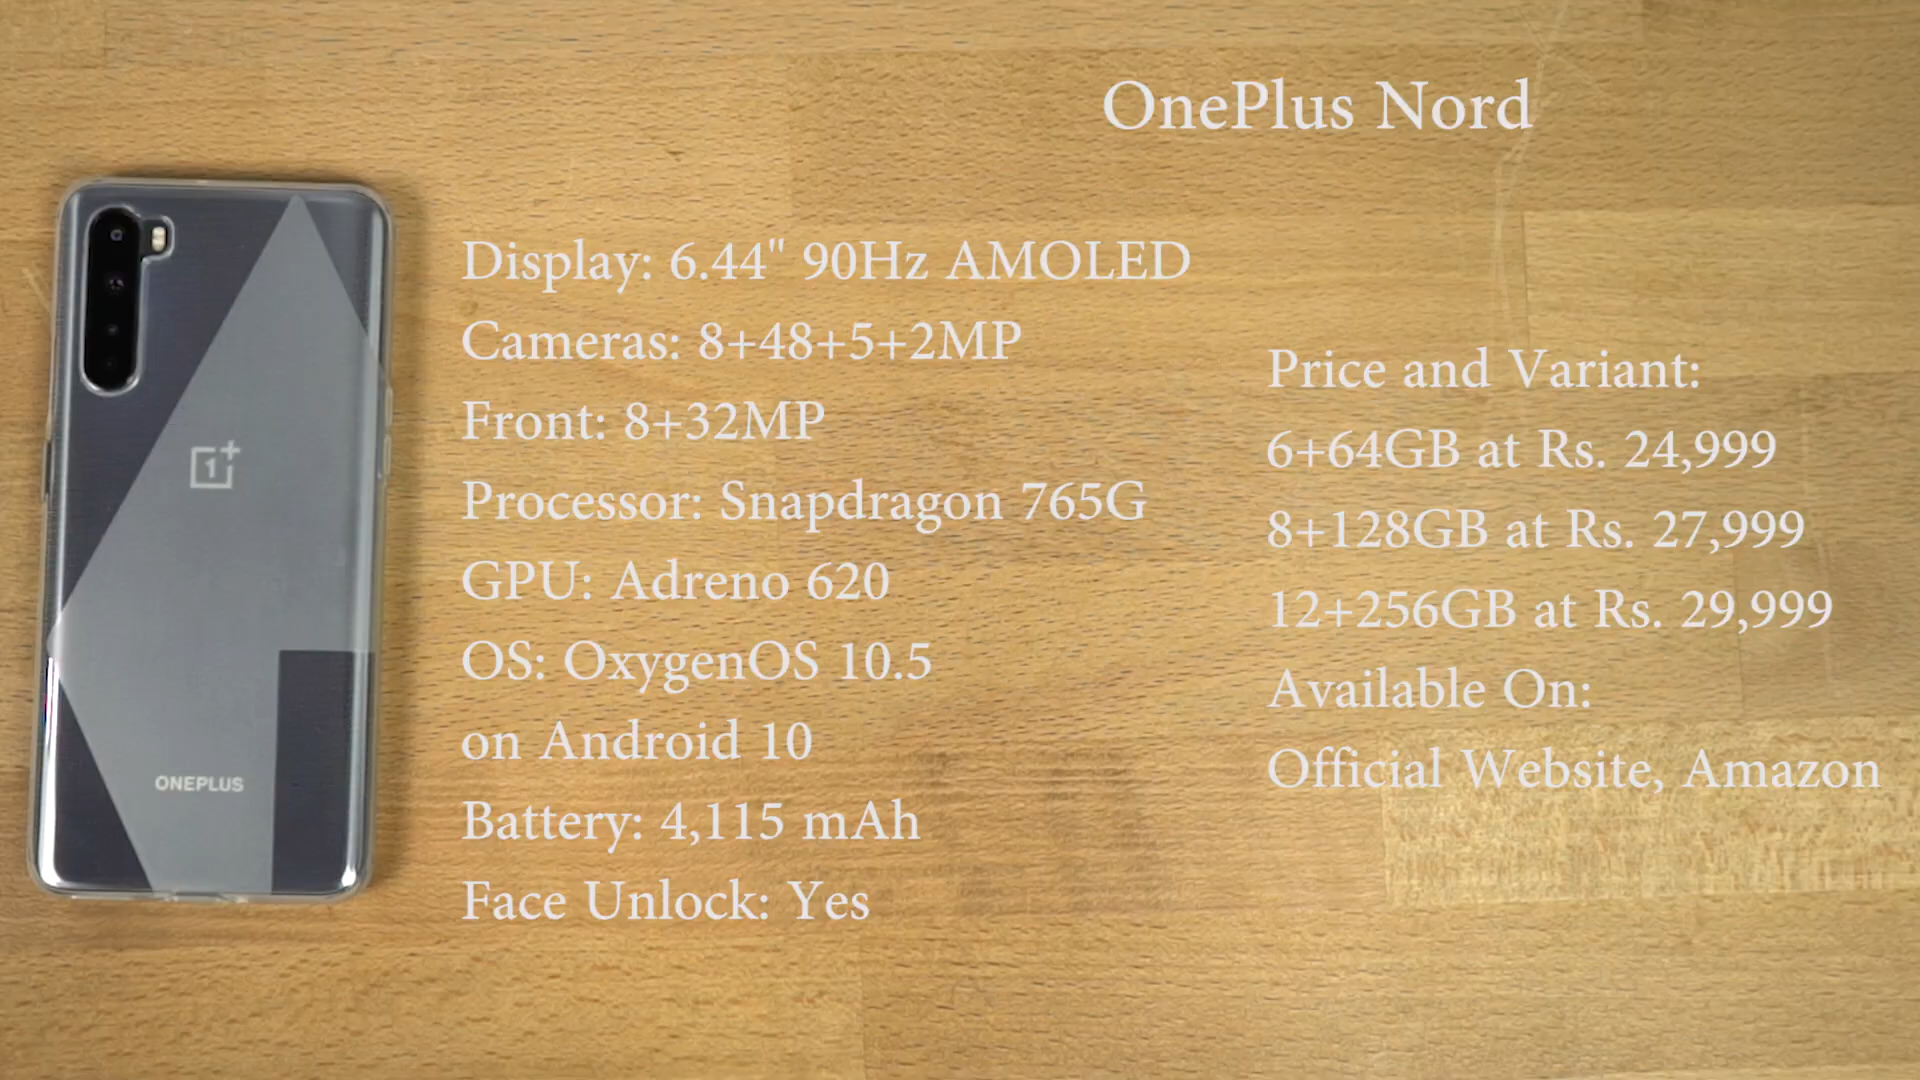 OnePlus Nord
Display: 6.44" 90Hz AMOLED
Cameras: 8+48+5+2MP
Front: 8+32MP
Processor: Snapdragon 765G
GPU: Adreno 620
OS: OxygenOS 10.5
on Android 10
Battery: 4,115 mAh
Face Unlock: Yes
Price and Variant:
6+64GB at Rs. 24,999
8+128GB at Rs. 27,999
12+256GB at Rs. 29,999
Available On:
Official Website, Amazon
1+
ONEPLUS